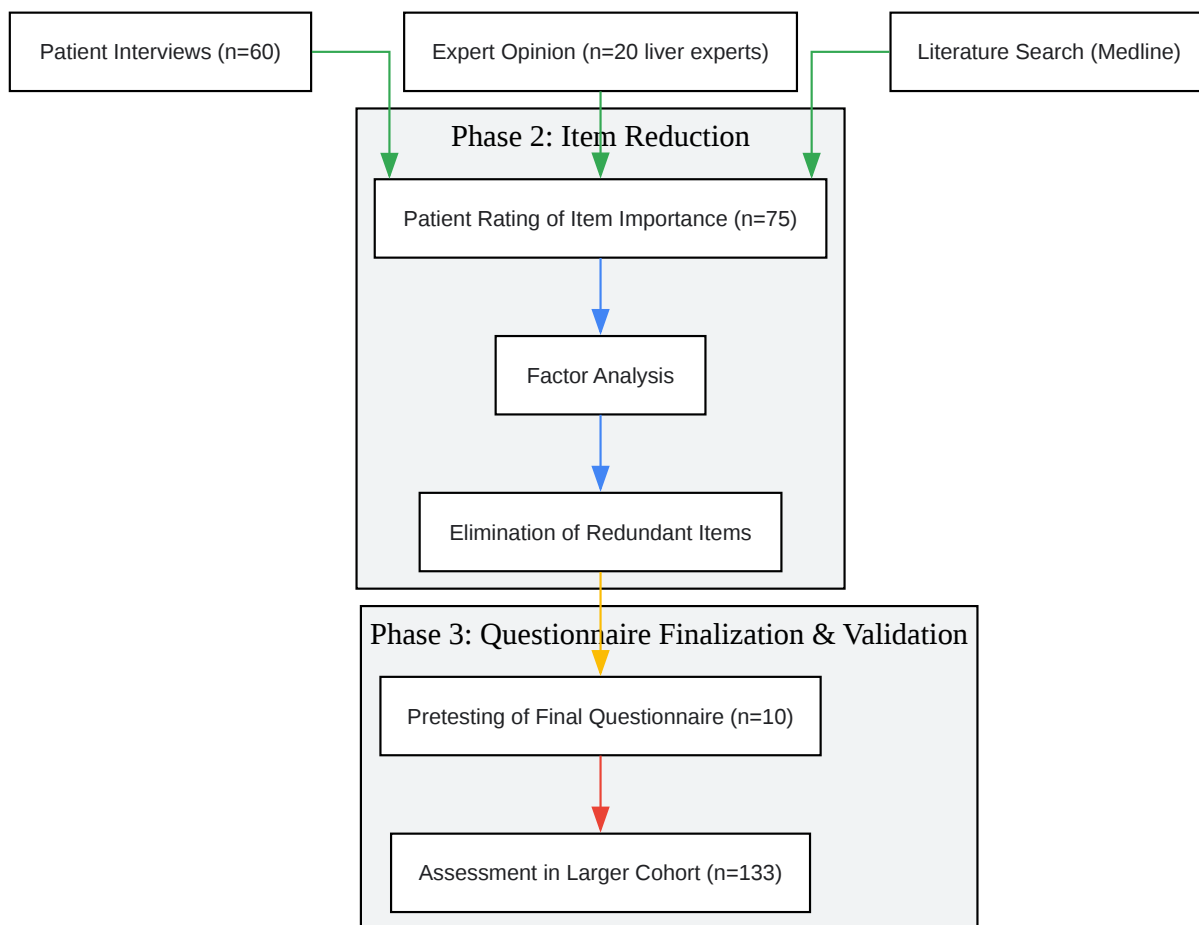 Patient Interviews (n=60)
Expert Opinion (n=20 liver experts)
Literature Search (Medline)
Phase 2: Item Reduction
Patient Rating of Item Importance (n=75)
Factor Analysis
Elimination of Redundant Items
Phase 3: Questionnaire Finalization & Validation
Pretesting of Final Questionnaire (n=10)
Assessment in Larger Cohort (n=133)